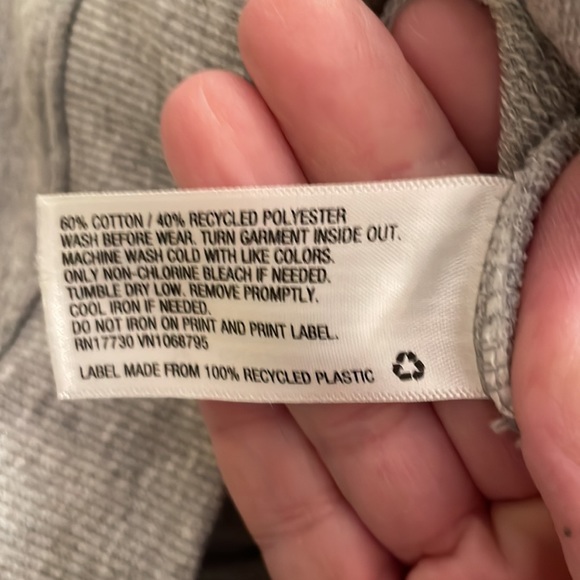 60% COTTON / 40% RECYCLED POLYESTER
WASH BEFORE WEAR. TURN GARMENT INSIDE OUT.
MACHINE WASH COLD WITH LIKE COLORS.
ONLY NON-CHLORINE BLEACH IF NEEDED.
TUMBLE DRY LOW. REMOVE PROMPTLY.
COOL IRON IF NEEDED.
DO NOT IRON ON PRINT AND PRINT LABEL.
RN17730 VN1068795
LABEL MADE FROM 100% RECYCLED PLASTIC